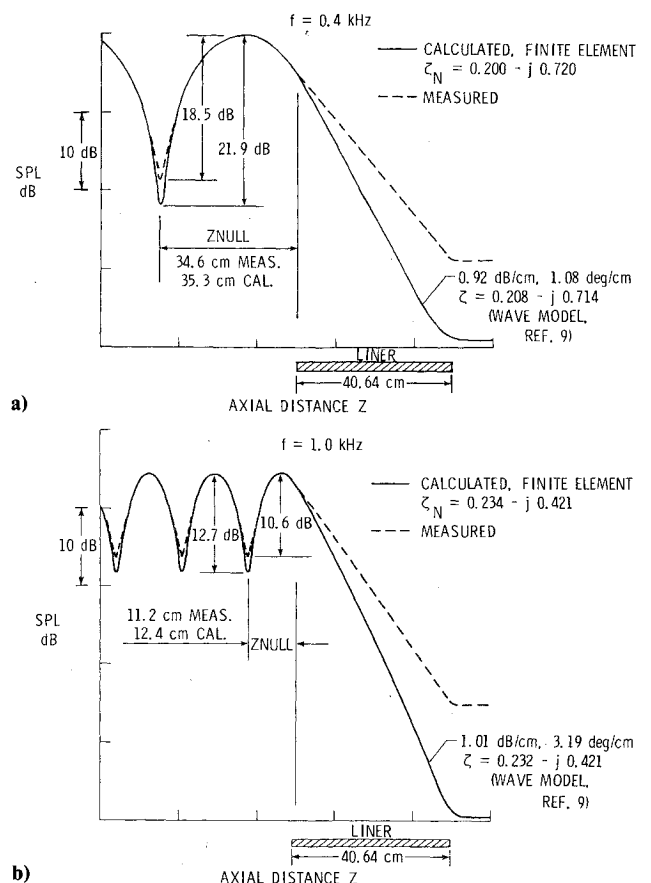 f = 0.4 kHz
CALCULATED, FINITE ELEMENT
ζN = 0.200 - j 0.720
MEASURED
18.5 dB
21.9 dB
10 dB
SPL
dB
ZNULL
34.6 cm MEAS.
35.3 cm CAL.
0.92 dB/cm, 1.08 deg/cm
ζ = 0.208 - j 0.714
(WAVE MODEL,
REF. 9)
LINER
40.64 cm
a)
AXIAL DISTANCE Z
f = 1.0 kHz
CALCULATED, FINITE ELEMENT
ζN = 0.234 - j 0.421
MEASURED
10 dB
12.7 dB
10.6 dB
SPL
dB
11.2 cm MEAS.
12.4 cm CAL.
ZNULL
1.01 dB/cm, 3.19 deg/cm
ζ = 0.232 - j 0.421
(WAVE MODEL,
REF. 9)
LINER
40.64 cm
b)
AXIAL DISTANCE Z